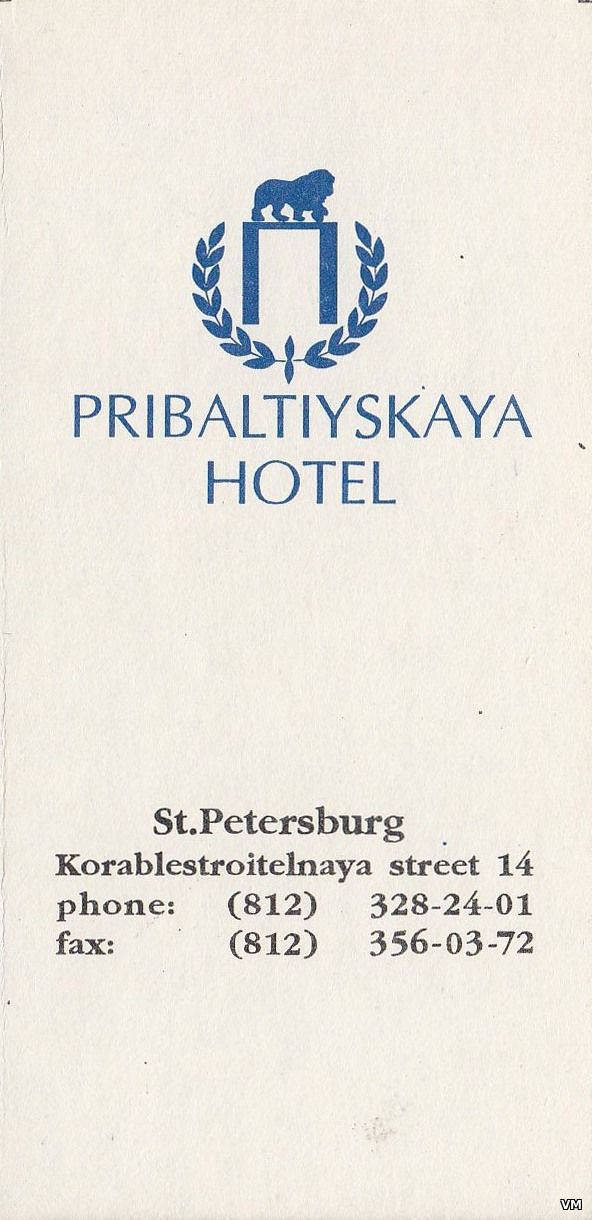 П
PRIBALTIYSKAYA
HOTEL
St.Petersburg
Korablestroitelnaya street 14
phone: (812) 328-24-01
fax: (812) 356-03-72
VM